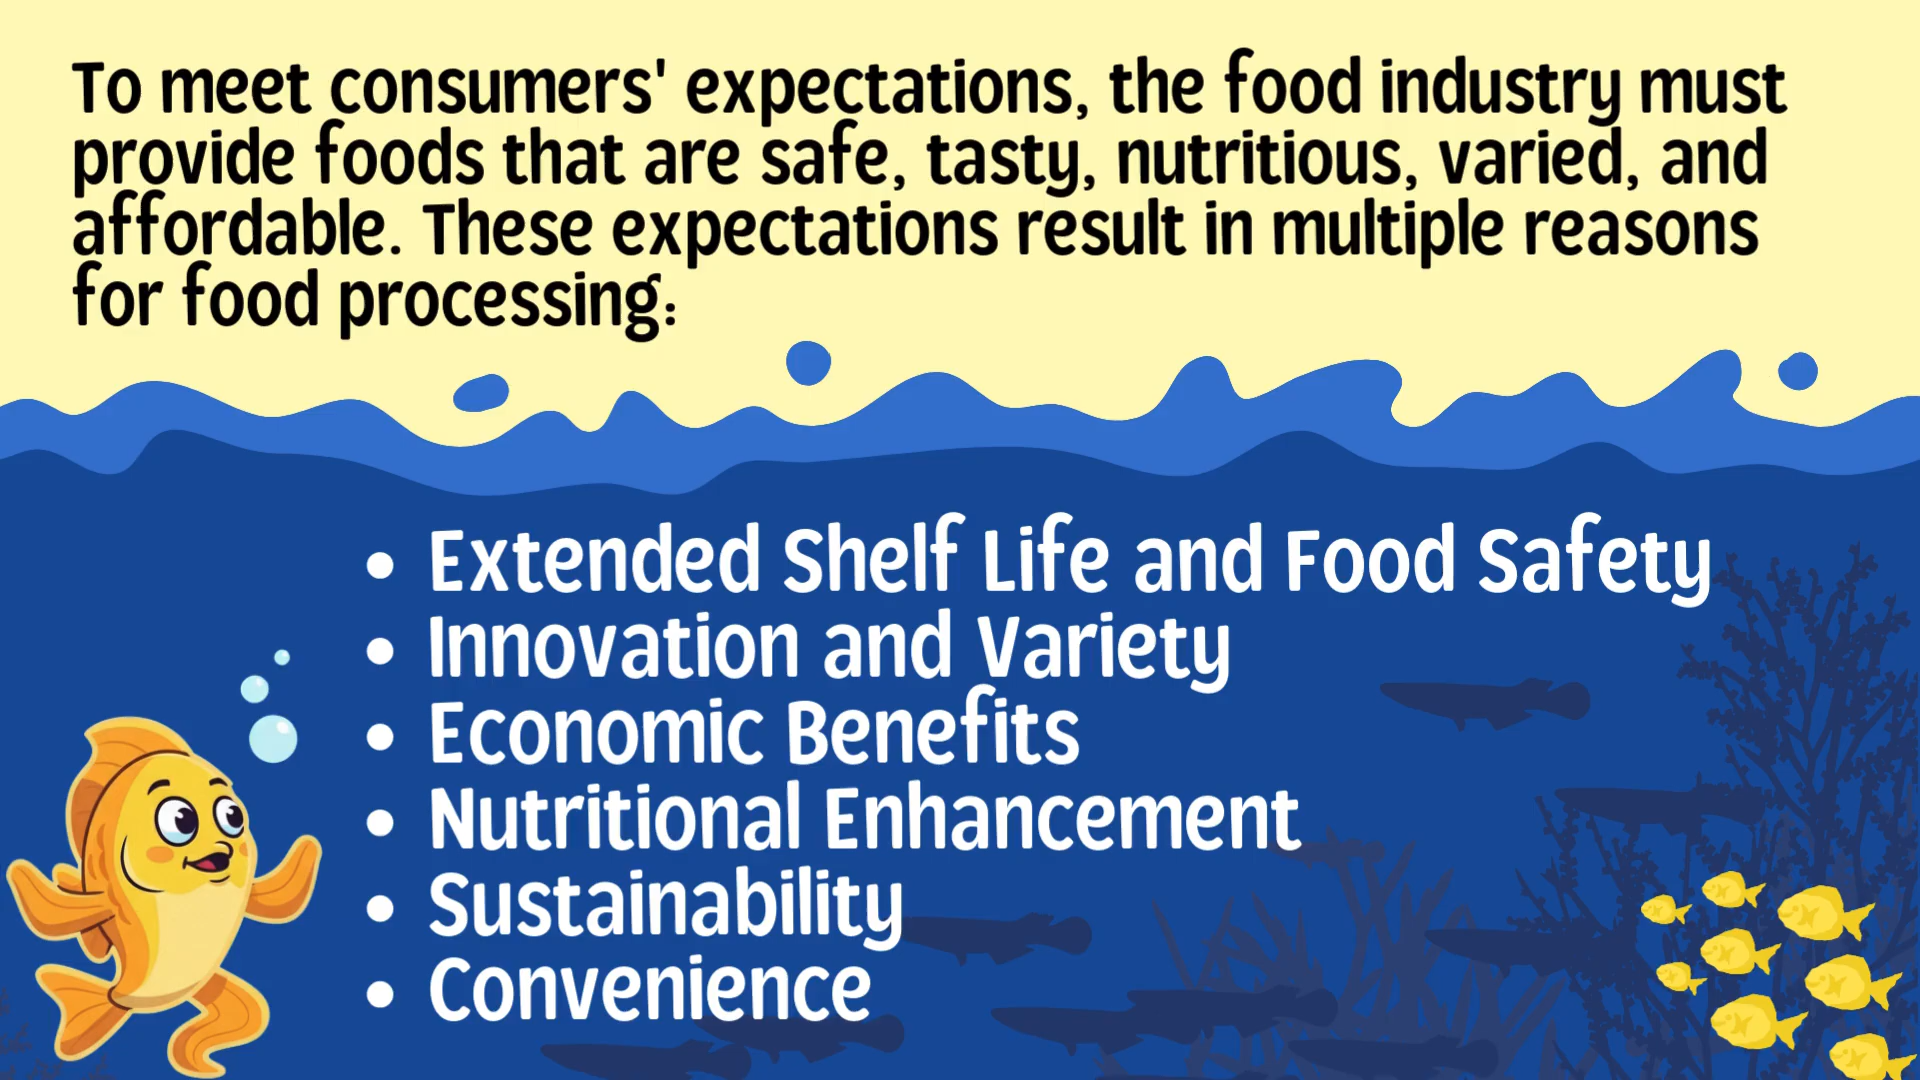 To meet consumers' expectations, the food industry must
provide foods that are safe, tasty, nutritious, varied, and
affordable. These expectations result in multiple reasons
for food processing:
• Extended Shelf Life and Food Safety
• Innovation and Variety
• Economic Benefits
• Nutritional Enhancement
• Sustainability
• Convenience